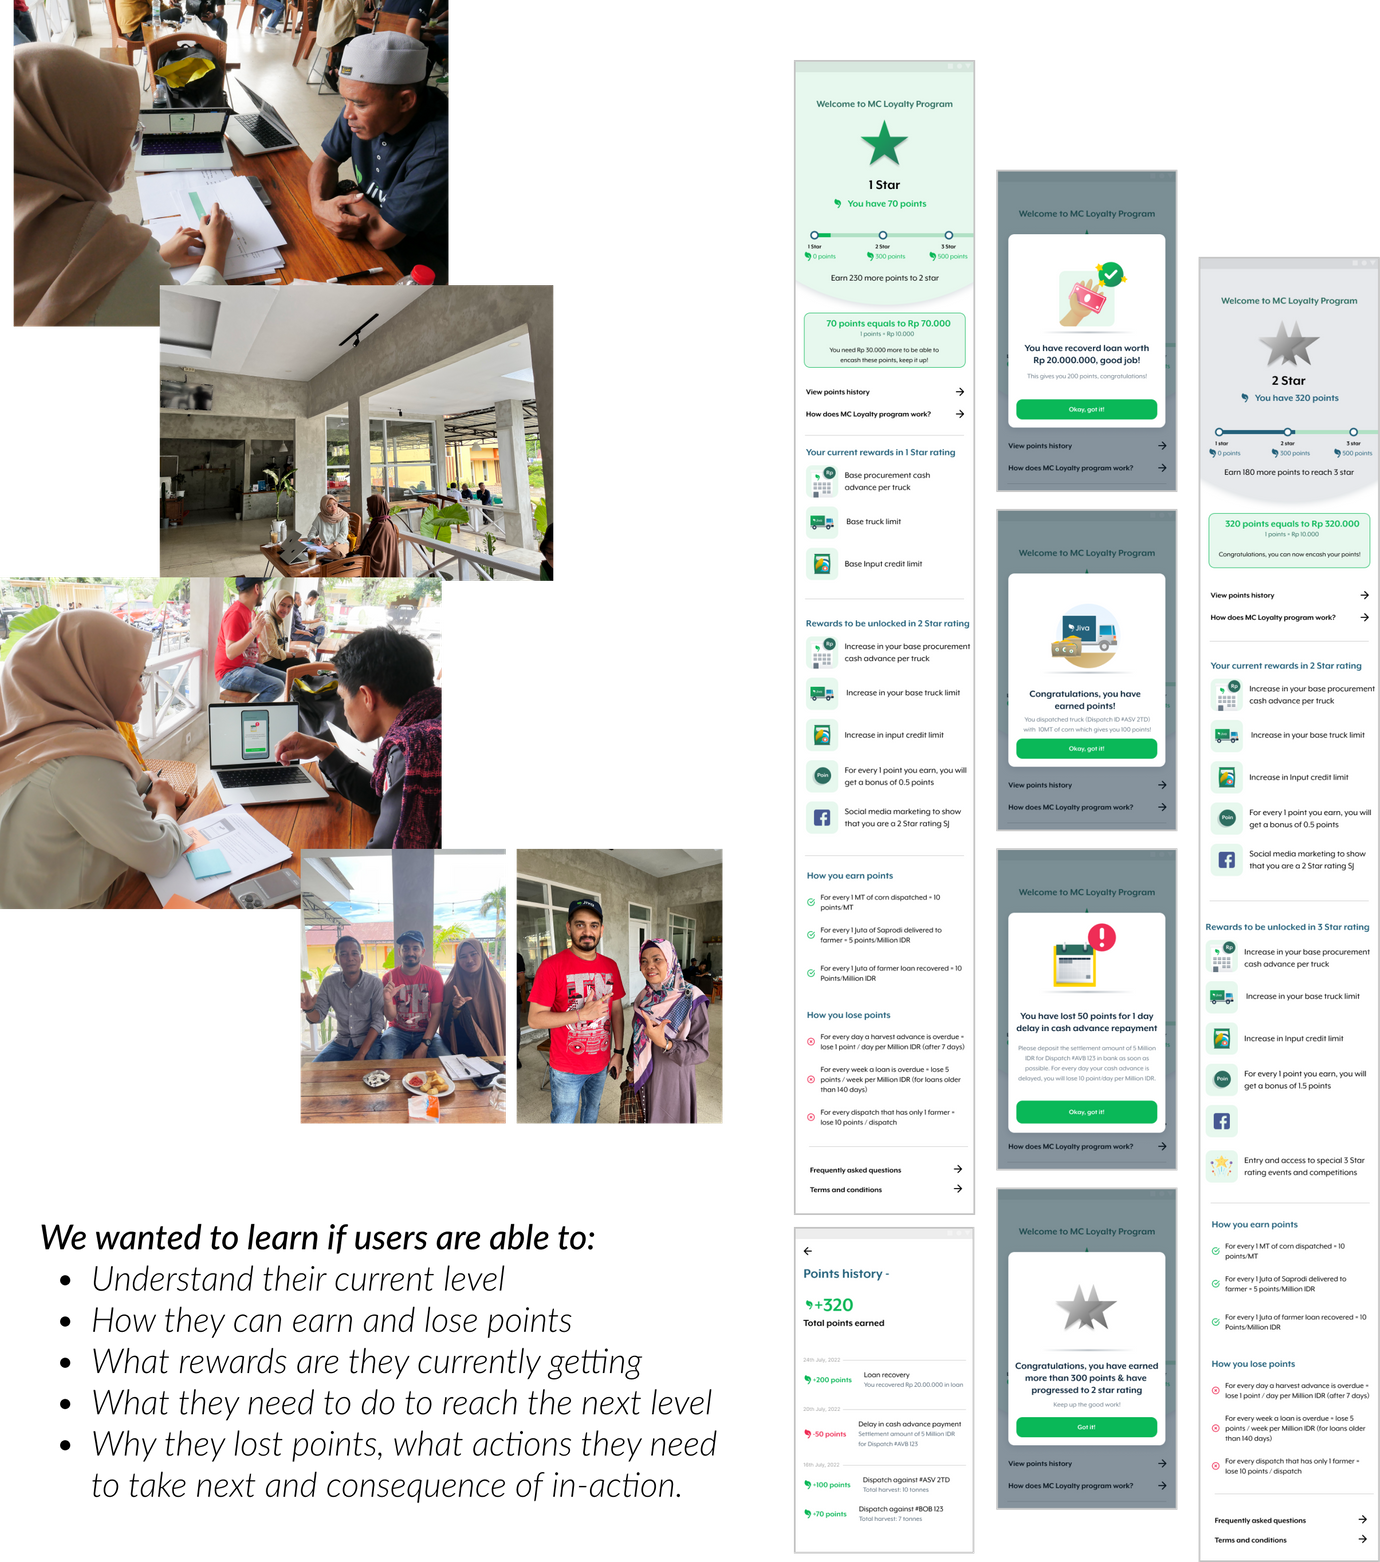 We wanted to learn if users are able to:
• Understand their current level
• How they can earn and lose points
• What rewards are they currently getting
• What they need to do to reach the next level
• Why they lost points, what actions they need
to take next and consequence of in-action.
Welcome to MC Loyalty Program
1 Star
You have 70 points
1 Star
2 Star
3 Star
0 points
300 points
500 points
Earn 230 more points to 2 star
70 points equals to Rp 70.000
1 points = Rp 10.000
You need Rp 30.000 more to be able to
encash these points, keep it up!
View points history
How does MC Loyalty program work?
Your current rewards in 1 Star rating
Rp
Base procurement cash
advance per truck
Base truck limit
Base Input credit limit
Rewards to be unlocked in 2 Star rating
Rp
Increase in your base procurement
cash advance per truck
Increase in your base truck limit
Increase in input credit limit
Poin
For every 1 point you earn, you will
get a bonus of 0.5 points
Social media marketing to show
that you are a 2 Star rating SJ
How you earn points
For every 1 MT of corn dispatched = 10
points/MT
For every 1 Juta of Saprodi delivered to
farmer = 5 points/Million IDR
For every 1 Juta of farmer loan recovered = 10
Points/Million IDR
How you lose points
For every day a harvest advance is overdue =
lose 1 point / day per Million IDR (after 7 days)
For every week a loan is overdue = lose 5
points / week per Million IDR (for loans older
than 140 days)
For every dispatch that has only 1 farmer =
lose 10 points / dispatch
Frequently asked questions
Terms and conditions
Points history -
+320
Total points earned
24th July, 2022
+200 points
Loan recovery
You recovered Rp 20.00.000 in loan
20th July, 2022
-50 points
Delay in cash advance payment
Settlement amount of 5 Million IDR
for Dispatch #AVB 123
18th July, 2022
+100 points
Dispatch against #ASV 2TD
Total harvest: 10 tonnes
+70 points
Dispatch against #BOB 123
Total harvest: 7 tonnes
Welcome to MC Loyalty Program
You have recoverd loan worth
Rp 20.000.000, good job!
This gives you 200 points, congratulations!
Okay, got it!
View points history
How does MC Loyalty program work?
Welcome to MC Loyalty Program
Jiva
Congratulations, you have
earned points!
You dispatched truck (Dispatch ID #ASV 2TD)
with 10MT of corn which gives you 100 points!
Okay, got it!
View points history
How does MC Loyalty program work?
Welcome to MC Loyalty Program
You have lost 50 points for 1 day
delay in cash advance repayment
Please deposit the settlement amount of 5 Million
IDR for Dispatch #AVB 123 in bank as soon as
possible. For every day your cash advance is
delayed, you will lose 10 point/day per Million IDR.
Okay, got it!
How does MC Loyalty program work?
Welcome to MC Loyalty Program
Congratulations, you have earned
more than 300 points & have
progressed to 2 star rating
Keep up the good work!
Got it!
View points history
How does MC Loyalty program work?
Welcome to MC Loyalty Program
2 Star
You have 320 points
1 star
2 star
3 star
0 points
300 points
500 points
Earn 180 more points to reach 3 star
320 points equals to Rp 320.000
1 points = Rp 10.000
Congratulations, you can now encash your points!
View points history
How does MC Loyalty program work?
Your current rewards in 2 Star rating
Rp
Increase in your base procurement
cash advance per truck
Increase in your base truck limit
Increase in Input credit limit
Poin
For every 1 point you earn, you will
get a bonus of 0.5 points
Social media marketing to show
that you are a 2 Star rating SJ
Rewards to be unlocked in 3 Star rating
Rp
Increase in your base procurement
cash advance per truck
Increase in your base truck limit
Increase in Input credit limit
Poin
For every 1 point you earn, you will
get a bonus of 1.5 points
Entry and access to special 3 Star
rating events and competitions
How you earn points
For every 1 MT of corn dispatched = 10
points/MT
For every 1 Juta of Saprodi delivered to
farmer = 5 points/Million IDR
For every 1 Juta of farmer loan recovered = 10
Points/Million IDR
How you lose points
For every day a harvest advance is overdue =
lose 1 point / day per Million IDR (after 7 days)
For every week a loan is overdue = lose 5
points / week per Million IDR (for loans older
than 140 days)
For every dispatch that has only 1 farmer =
lose 10 points / dispatch
Frequently asked questions
Terms and conditions